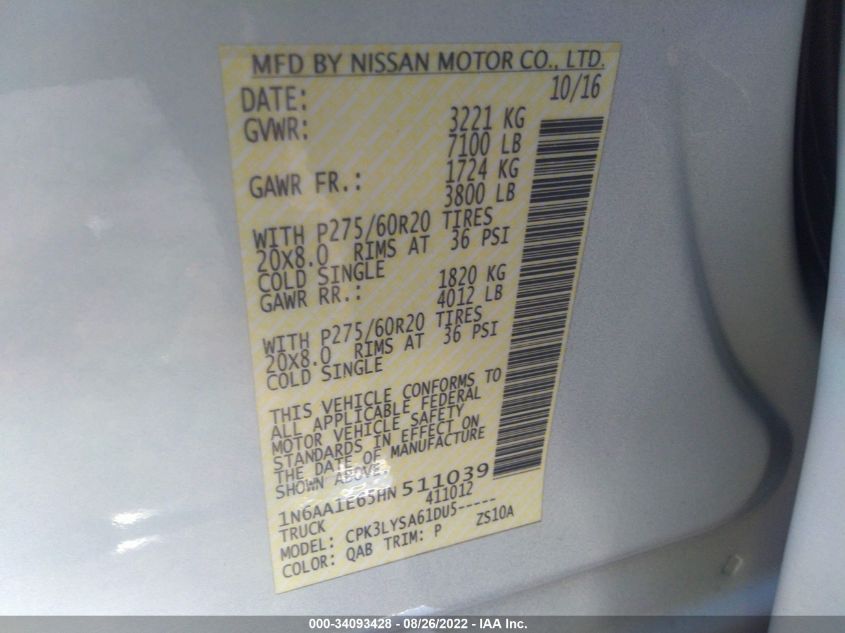 MFD BY NISSAN MOTOR CO., LTD.
DATE: 10/16
GVWR: 3221 KG
7100 LB
GAWR FR.: 1724 KG
3800 LB
WITH P275/60R20 TIRES
20X8.0 RIMS AT 36 PSI
COLD SINGLE
GAWR RR.: 1820 KG
4012 LB
WITH P275/60R20 TIRES
20X8.0 RIMS AT 36 PSI
COLD SINGLE
THIS VEHICLE CONFORMS TO
ALL APPLICABLE FEDERAL
MOTOR VEHICLE SAFETY
STANDARDS IN EFFECT ON
THE DATE OF MANUFACTURE
SHOWN ABOVE.
1N6AA1E65HN511039
TRUCK 411012
MODEL: CPK3LYSA61DU5-----
COLOR: QAB TRIM: P ZS10A
000-34093428 - 08/26/2022 - IAA Inc.